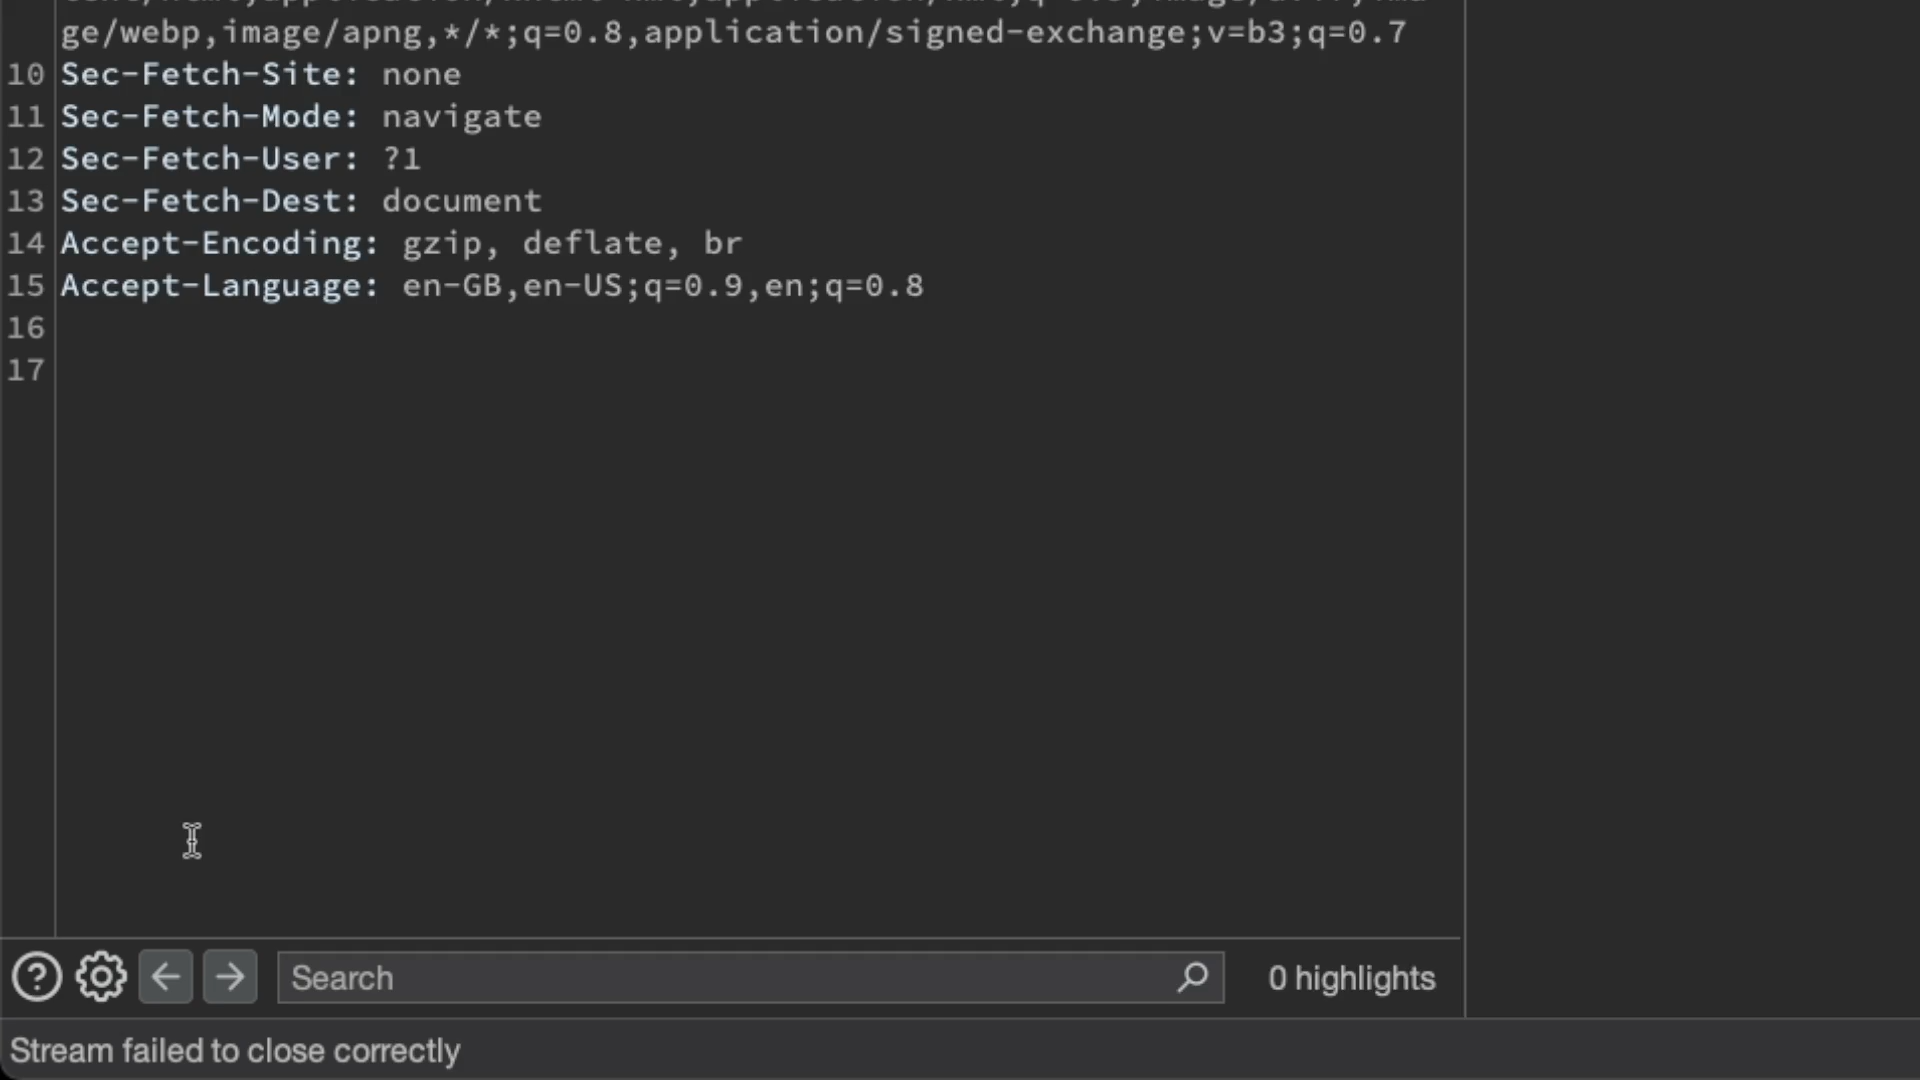 ge/webp,image/apng,*/*;q=0.8,application/signed-exchange;v=b3;q=0.7
10 Sec-Fetch-Site: none
11 Sec-Fetch-Mode: navigate
12 Sec-Fetch-User: ?1
13 Sec-Fetch-Dest: document
14 Accept-Encoding: gzip, deflate, br
15 Accept-Language: en-GB,en-US;q=0.9,en;q=0.8
16
17
Search
0 highlights
Stream failed to close correctly